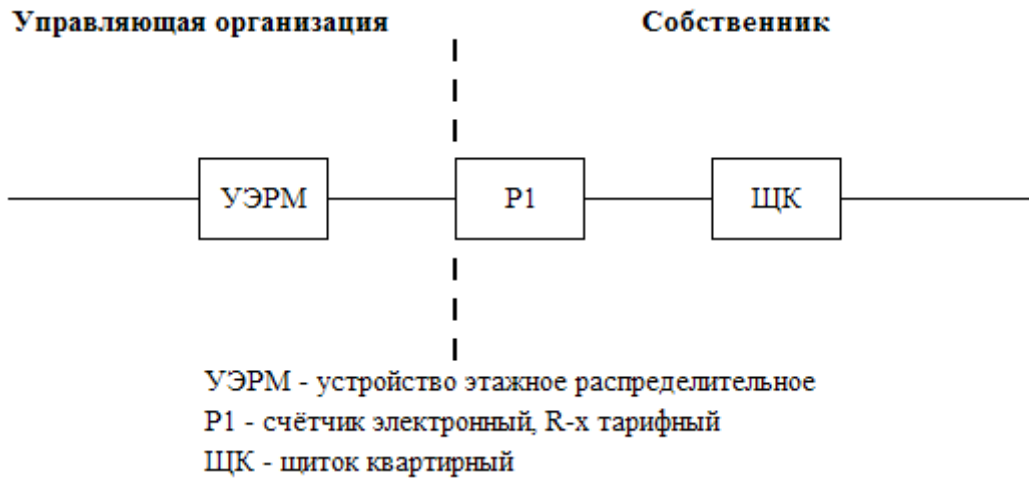 Управляющая организация
Собственник
УЭРМ
Р1
ЩК
УЭРМ - устройство этажное распределительное
Р1 - счётчик электронный, R-х тарифный
ЩК - щиток квартирный